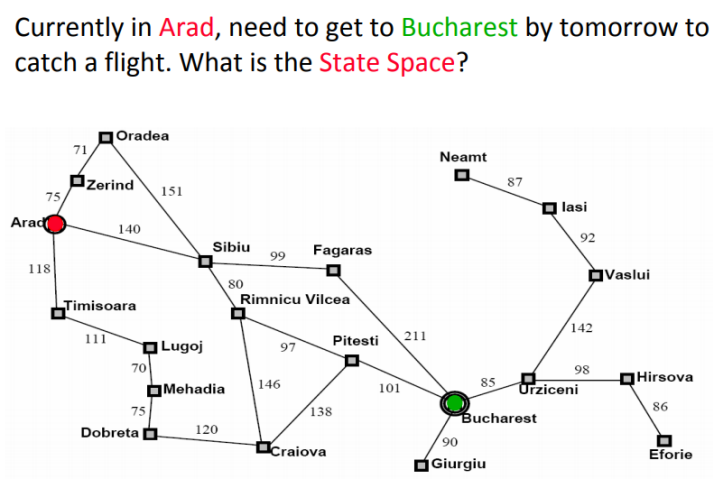 Currently in Arad, need to get to Bucharest by tomorrow to
catch a flight. What is the State Space?
Oradea
71
Neamt
87
Zerind
151
75
Iasi
Arad
140
92
Sibiu
99
Fagaras
118
80
Vaslui
Rimnicu Vilcea
Timisoara
142
111
211
Lugoj
97
Pitesti
70
98
Hirsova
146
101
85
Urziceni
Mehadia
86
75
138
Bucharest
120
Dobreta
90
Craiova
Eforie
Giurgiu